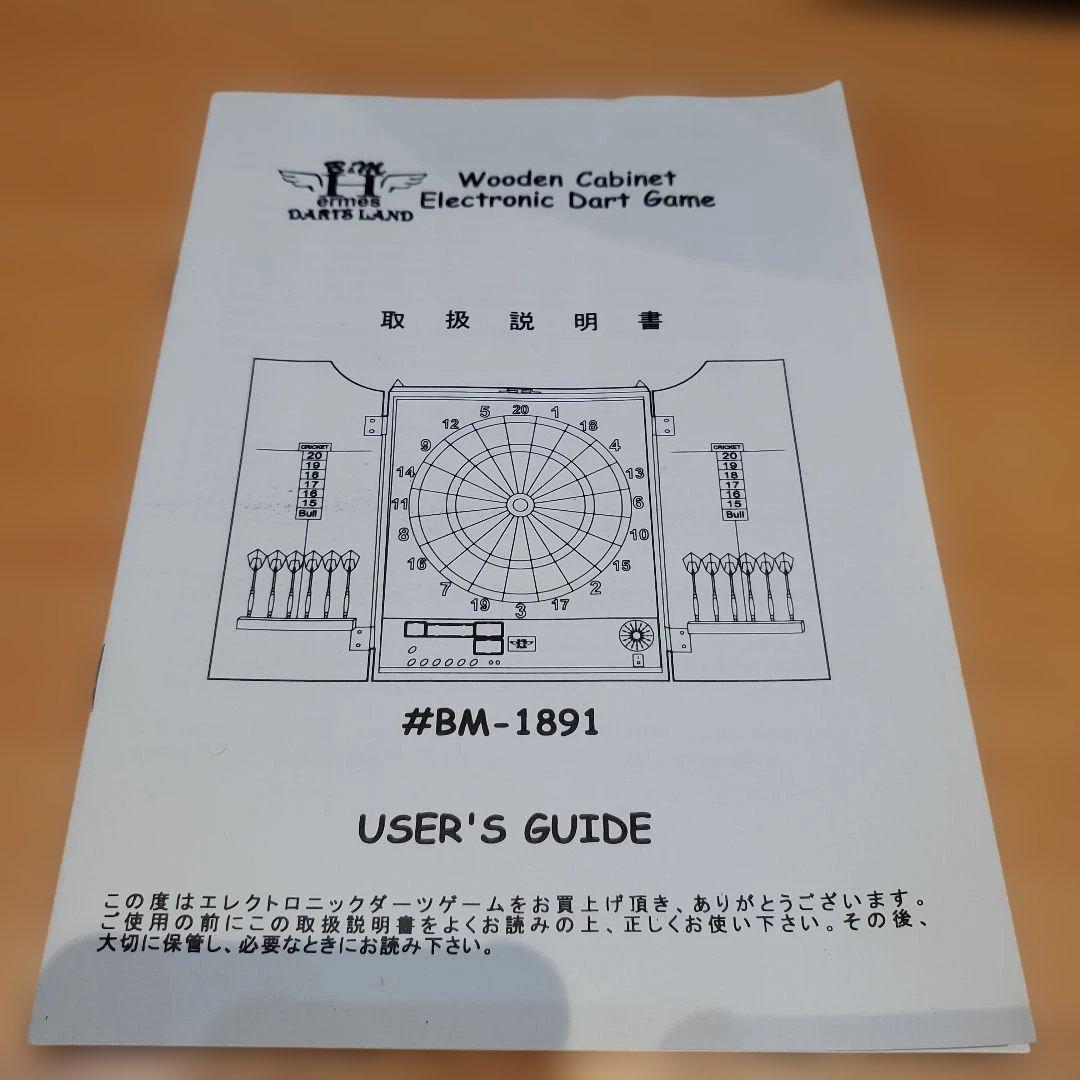 B.M
Hermes
DARTS LAND
Wooden Cabinet
Electronic Dart Game
取扱説明書
5 20 1
12 18
9 4
14 13
11 6
8 10
16 15
7 2
19 3 17
CRICKET
20
19
18
17
16
15
Bull
CRICKET
20
19
18
17
16
15
Bull
#BM-1891
USER'S GUIDE
この度はエレクトロニックダーツゲームをお買上げ頂き、ありがとうございます。
ご使用の前にこの取扱説明書をよくお読みの上、正しくお使い下さい。その後、
大切に保管し、必要なときにお読み下さい。